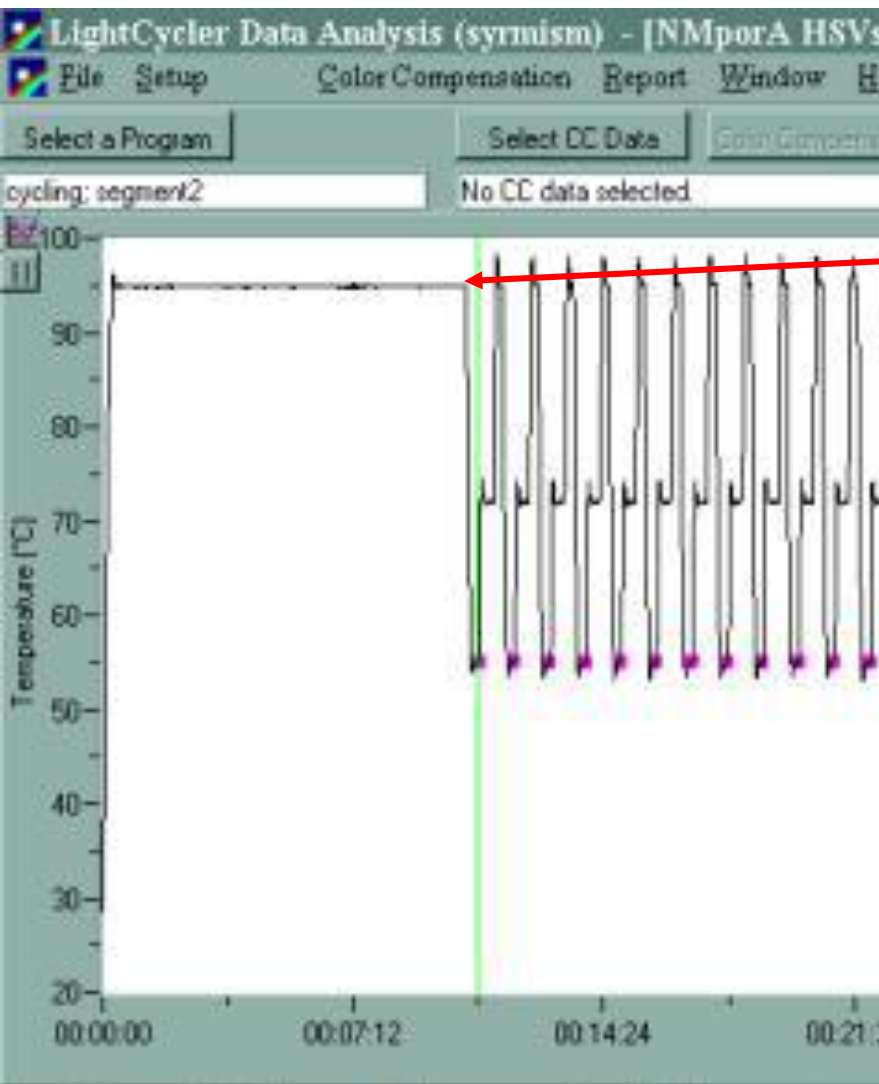 LightCycler Data Analysis (syrmism) - [NMporA HSVs
File Setup Color Compensation Report Window H
Select a Program Select CC Data
cycling; segment2 No CC data selected.
100
90
80
70
60
50
40
30
20
Temperature (°C)
00:00:00 00:07:12 00:14:24 00:21: